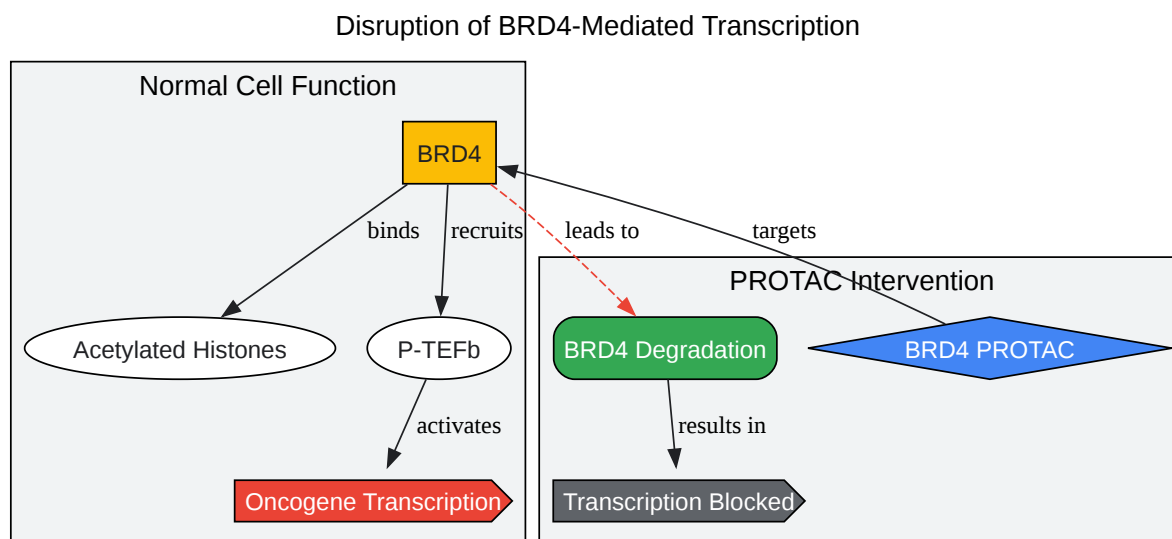 Disruption of BRD4-Mediated Transcription
Normal Cell Function
BRD4
binds
recruits
leads to
targets
PROTAC Intervention
Acetylated Histones
P-TEFb
BRD4 Degradation
BRD4 PROTAC
activates
results in
Oncogene Transcription
Transcription Blocked